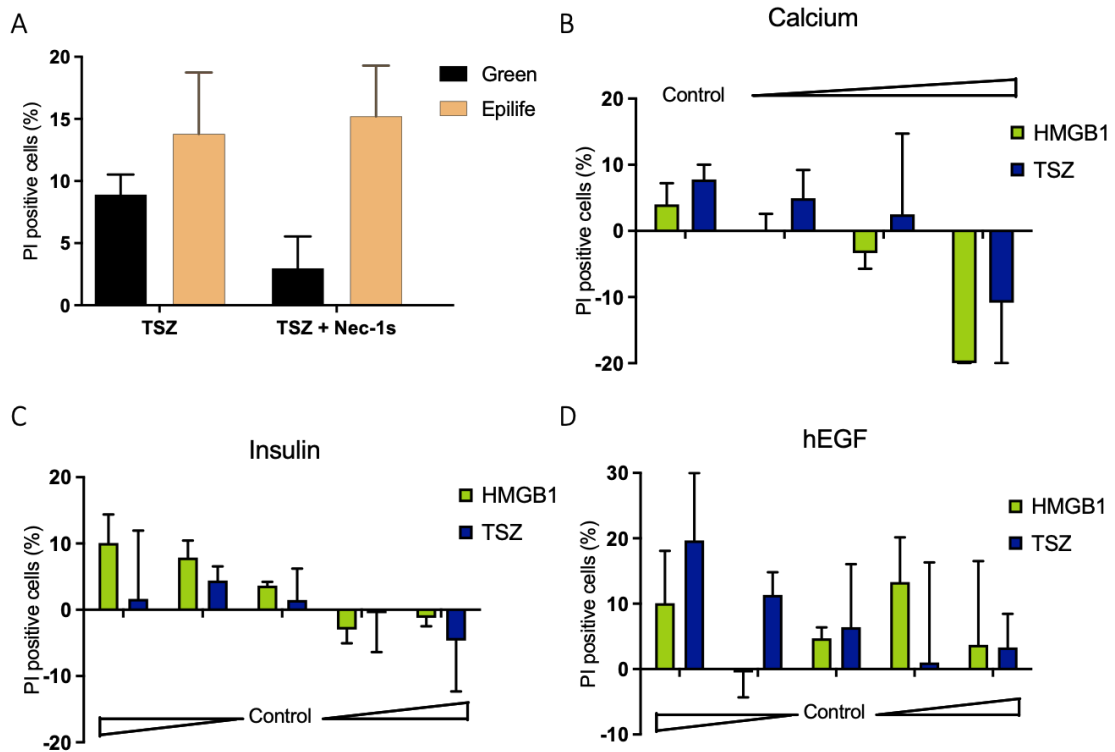 A
20
15
10
5
0
PI positive cells (%)
Green
Epilife
TSZ
TSZ + Nec-1s
B
Calcium
Control
20
10
0
-10
-20
PI positive cells (%)
HMGB1
TSZ
C
Insulin
20
10
0
-10
-20
PI positive cells (%)
HMGB1
TSZ
Control
D
hEGF
30
20
10
0
-10
PI positive cells (%)
HMGB1
TSZ
Control